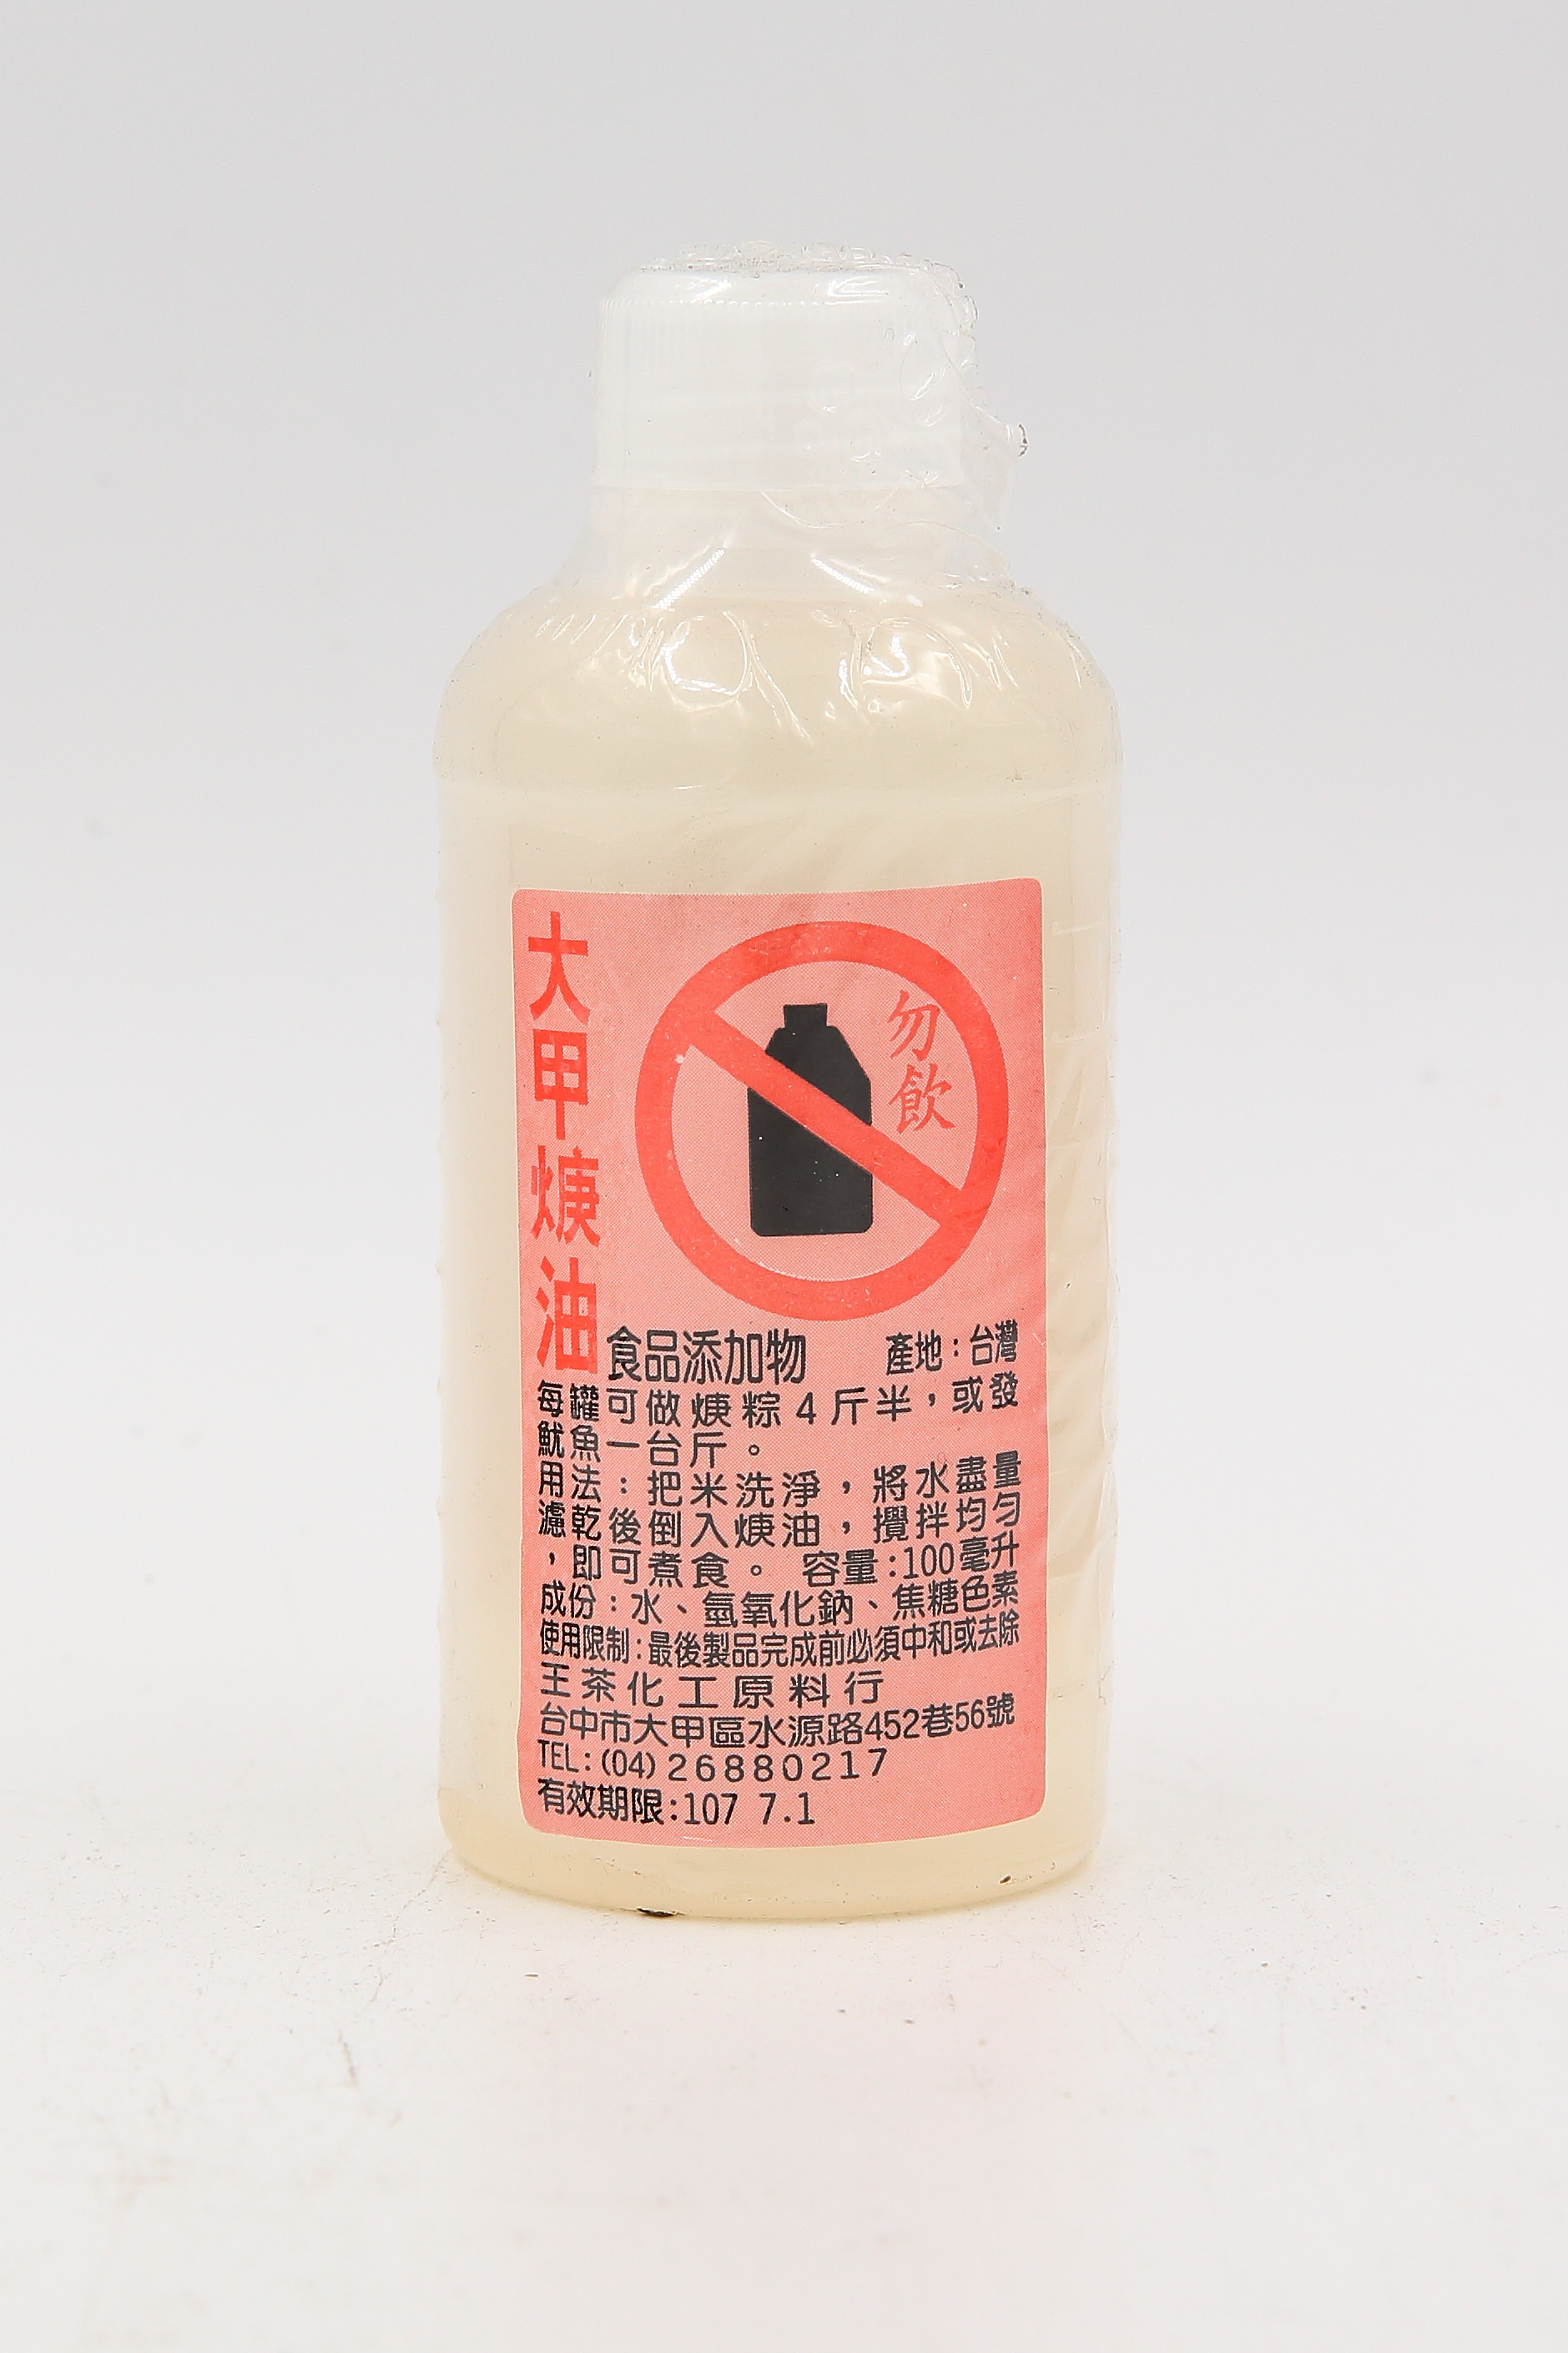 大甲焿油
勿飲
食品添加物 產地:台灣
每罐可做焿粽4斤半,或發
魷魚一台斤。
用法:把米洗淨,將水盡量
濾乾後倒入焿油,攪拌均勻
,即可煮食。 容量:100毫升
成份:水、氫氧化鈉、焦糖色素
使用限制:最後製品完成前必須中和或去除
王茶化工原料行
台中市大甲區水源路452巷56號
TEL:(04)26880217
有效期限:107 7.1